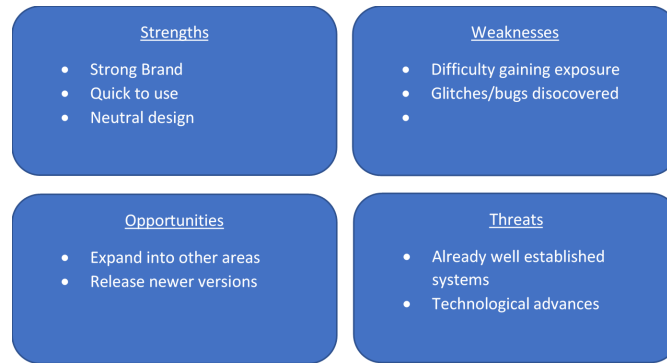 Strengths
• Strong Brand
• Quick to use
• Neutral design
Weaknesses
• Difficulty gaining exposure
• Glitches/bugs disocovered
•
Opportunities
• Expand into other areas
• Release newer versions
Threats
• Already well established
systems
• Technological advances